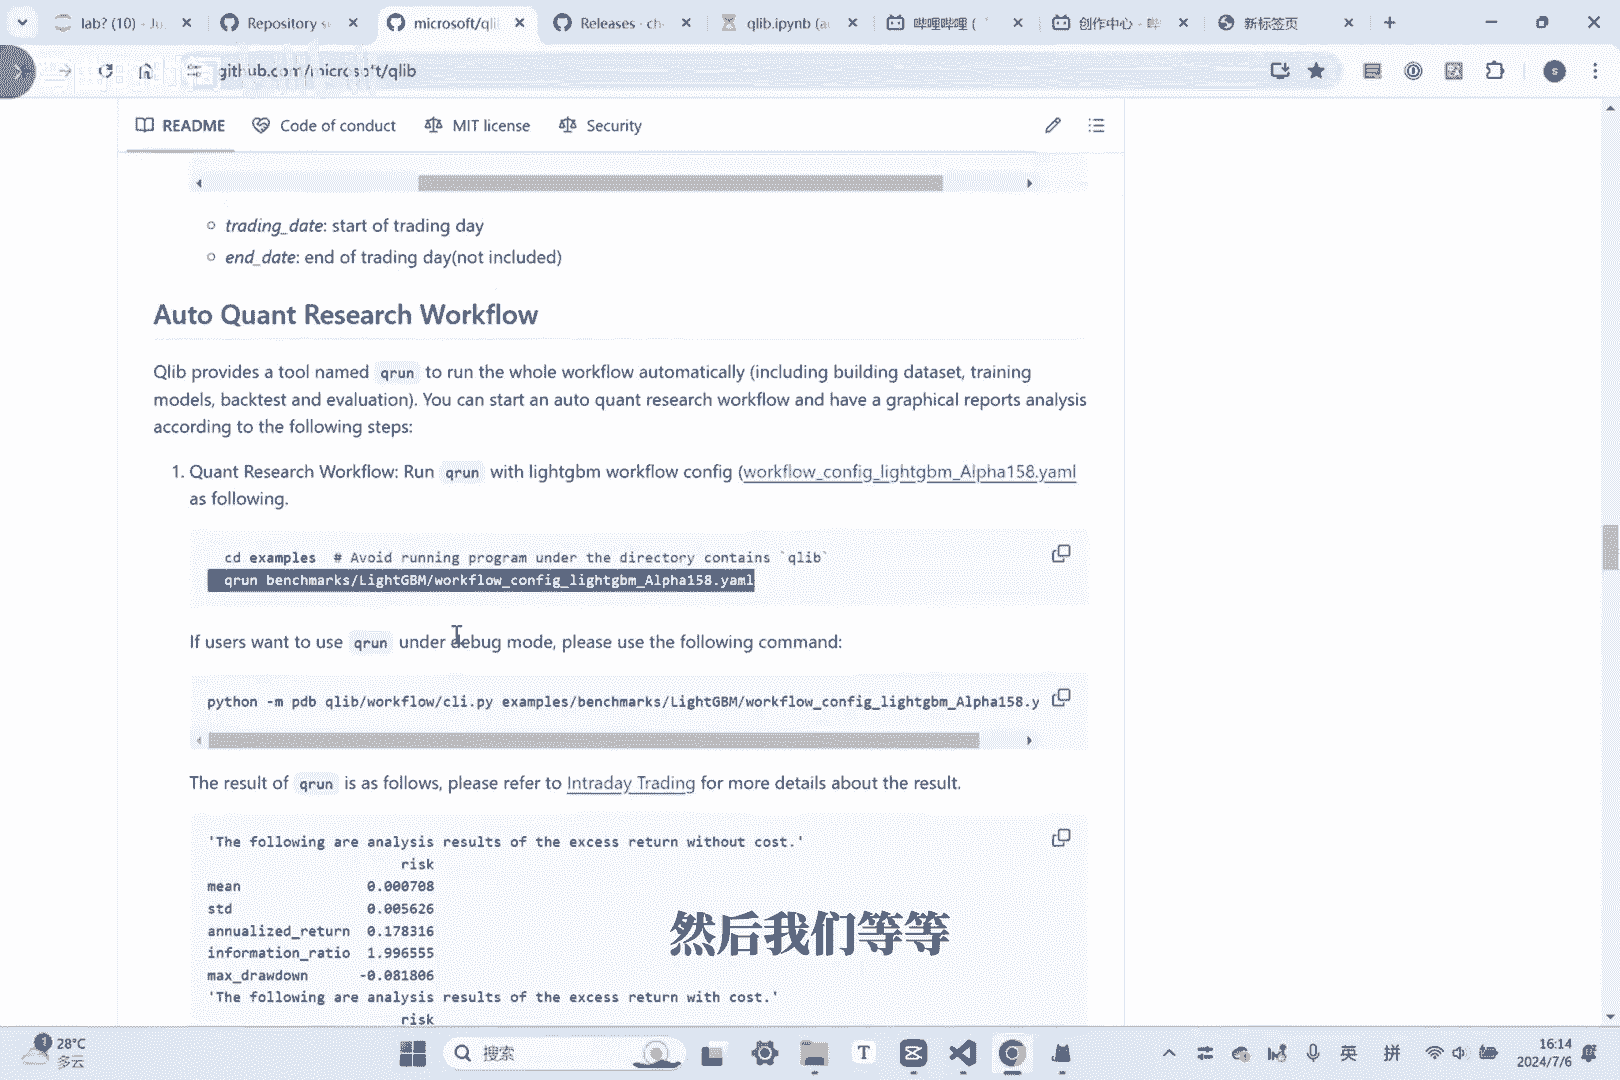 lab? (10) - Ju
Repository s
microsoft/qli
Releases · ch
qlib.ipynb (a
哔哩哔哩 (
创作中心 - 哔
新标签页
github.com/microsoft/qlib
s
README
Code of conduct
MIT license
Security
trading_date: start of trading day
end_date: end of trading day(not included)
Auto Quant Research Workflow
Qlib provides a tool named qrun to run the whole workflow automatically (including building dataset, training
models, backtest and evaluation). You can start an auto quant research workflow and have a graphical reports analysis
according to the following steps:
1. Quant Research Workflow: Run qrun with lightgbm workflow config (workflow_config_lightgbm_Alpha158.yaml
as following.
cd examples # Avoid running program under the directory contains `qlib`
qrun benchmarks/LightGBM/workflow_config_lightgbm_Alpha158.yaml
If users want to use qrun under debug mode, please use the following command:
python -m pdb qlib/workflow/cli.py examples/benchmarks/LightGBM/workflow_config_lightgbm_Alpha158.y
The result of qrun is as follows, please refer to Intraday Trading for more details about the result.
'The following are analysis results of the excess return without cost.'
risk
mean 0.000708
std 0.005626
annualized_return 0.178316
information_ratio 1.996555
max_drawdown -0.081806
'The following are analysis results of the excess return with cost.'
risk
然后我们等等
1
28°C
多云
搜索
T
英
拼
16:14
2024/7/6